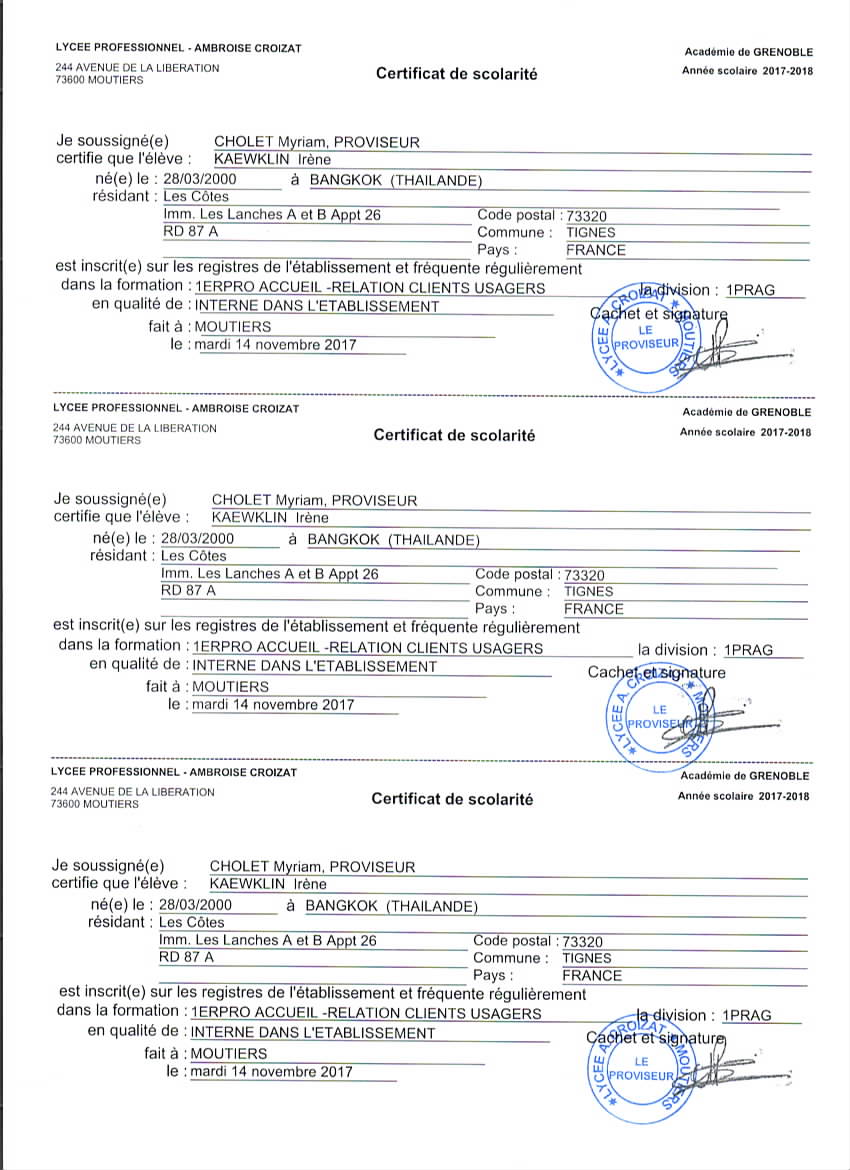 LYCEE PROFESSIONNEL - AMBROISE CROIZAT
Académie de GRENOBLE
244 AVENUE DE LA LIBERATION
73600 MOUTIERS
Certificat de scolarité
Année scolaire 2017-2018
Je soussigné(e) CHOLET Myriam, PROVISEUR
certifie que l'élève : KAEWKLIN Irène
né(e) le : 28/03/2000 à BANGKOK (THAILANDE)
résidant : Les Côtes
Imm. Les Lanches A et B Appt 26 Code postal : 73320
RD 87 A Commune : TIGNES
Pays : FRANCE
est inscrit(e) sur les registres de l'établissement et fréquente régulièrement
dans la formation : 1ERPRO ACCUEIL -RELATION CLIENTS USAGERS la division : 1PRAG
en qualité de : INTERNE DANS L'ETABLISSEMENT
Cachet et signature
fait à : MOUTIERS
le : mardi 14 novembre 2017
LYCEE A. CROIZAT * MOUTIERS *
LE
PROVISEUR
LYCEE PROFESSIONNEL - AMBROISE CROIZAT
Académie de GRENOBLE
244 AVENUE DE LA LIBERATION
73600 MOUTIERS
Certificat de scolarité
Année scolaire 2017-2018
Je soussigné(e) CHOLET Myriam, PROVISEUR
certifie que l'élève : KAEWKLIN Irène
né(e) le : 28/03/2000 à BANGKOK (THAILANDE)
résidant : Les Côtes
Imm. Les Lanches A et B Appt 26 Code postal : 73320
RD 87 A Commune : TIGNES
Pays : FRANCE
est inscrit(e) sur les registres de l'établissement et fréquente régulièrement
dans la formation : 1ERPRO ACCUEIL -RELATION CLIENTS USAGERS la division : 1PRAG
en qualité de : INTERNE DANS L'ETABLISSEMENT
Cachet et signature
fait à : MOUTIERS
le : mardi 14 novembre 2017
LYCEE A. CROIZAT * MOUTIERS *
LE
PROVISEUR
LYCEE PROFESSIONNEL - AMBROISE CROIZAT
Académie de GRENOBLE
244 AVENUE DE LA LIBERATION
73600 MOUTIERS
Certificat de scolarité
Année scolaire 2017-2018
Je soussigné(e) CHOLET Myriam, PROVISEUR
certifie que l'élève : KAEWKLIN Irène
né(e) le : 28/03/2000 à BANGKOK (THAILANDE)
résidant : Les Côtes
Imm. Les Lanches A et B Appt 26 Code postal : 73320
RD 87 A Commune : TIGNES
Pays : FRANCE
est inscrit(e) sur les registres de l'établissement et fréquente régulièrement
dans la formation : 1ERPRO ACCUEIL -RELATION CLIENTS USAGERS la division : 1PRAG
en qualité de : INTERNE DANS L'ETABLISSEMENT
Cachet et signature
fait à : MOUTIERS
le : mardi 14 novembre 2017
LYCEE A. CROIZAT * MOUTIERS *
LE
PROVISEUR